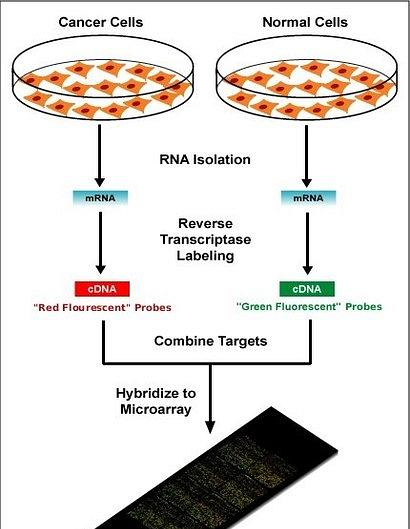 Cancer Cells
Normal Cells
RNA Isolation
mRNA
mRNA
Reverse
Transcriptase
Labeling
cDNA
cDNA
"Red Flourescent" Probes
"Green Fluorescent" Probes
Combine Targets
Hybridize to
Microarray